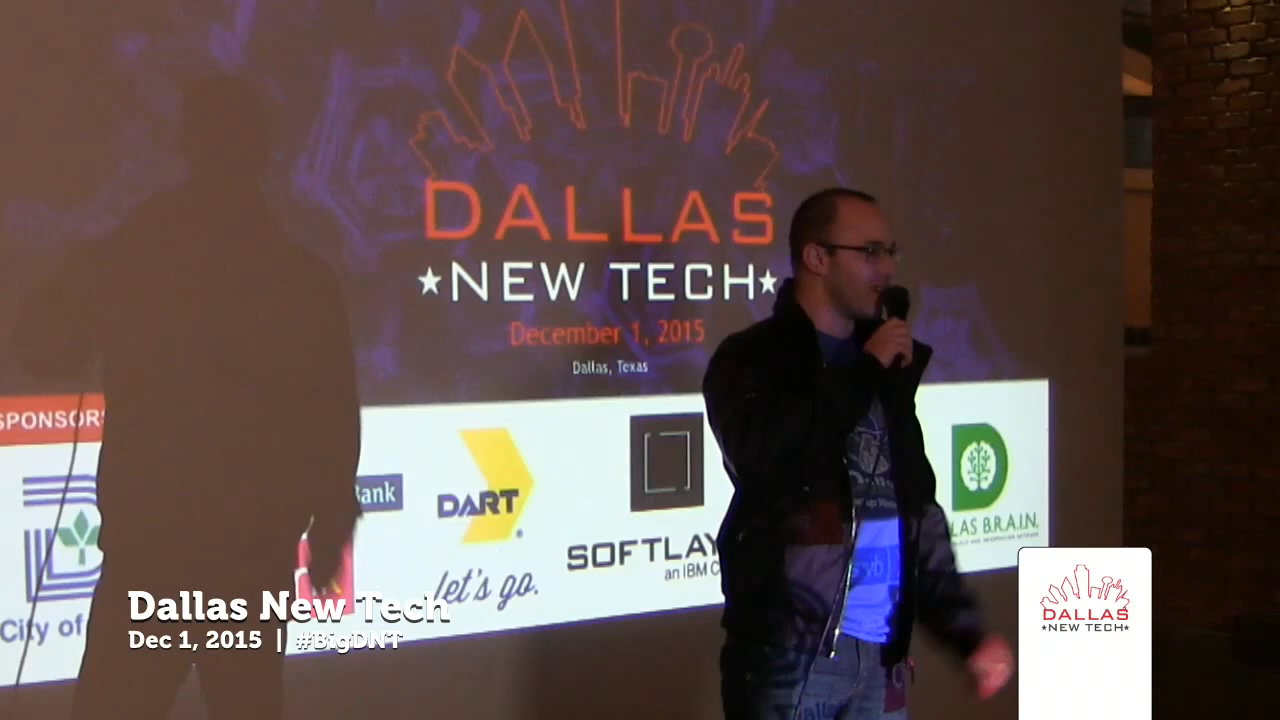 DALLAS
NEW TECH
December 1, 2015
Dallas, Texas
SPONSORS
City of
Bank
DART
let's go.
SOFTLAY
an IBM C
LAS B.R.A.I.N.
Dallas New Tech
Dec 1, 2015 | #BigDNT
DALLAS
NEW TECH